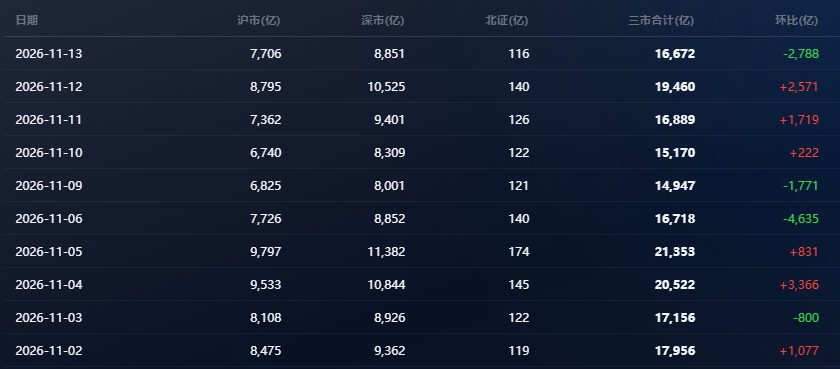 日期 沪市(亿) 深市(亿) 北证(亿) 三市合计(亿) 环比(亿)
2026-11-13 7,706 8,851 116 16,672 -2,788
2026-11-12 8,795 10,525 140 19,460 +2,571
2026-11-11 7,362 9,401 126 16,889 +1,719
2026-11-10 6,740 8,309 122 15,170 +222
2026-11-09 6,825 8,001 121 14,947 -1,771
2026-11-06 7,726 8,852 140 16,718 -4,635
2026-11-05 9,797 11,382 174 21,353 +831
2026-11-04 9,533 10,844 145 20,522 +3,366
2026-11-03 8,108 8,926 122 17,156 -800
2026-11-02 8,475 9,362 119 17,956 +1,077